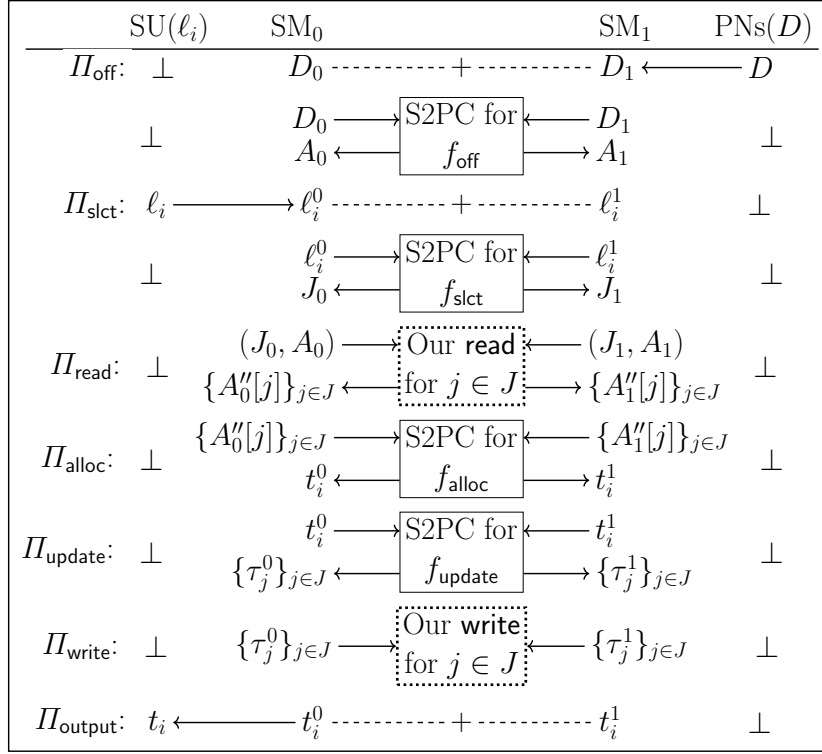 SU(ℓ_i) SM_0 SM_1 PNs(D)
Π_off: ⊥ D_0 + D_1 D
D_0 S2PC for D_1
⊥ ⊥
A_0 f_off A_1
Π_slct: ℓ_i ℓ_i^0 + ℓ_i^1 ⊥
ℓ_i^0 S2PC for ℓ_i^1
⊥ ⊥
J_0 f_slct J_1
(J_0, A_0) Our read (J_1, A_1)
Π_read: ⊥ ⊥
{A''_0[j]}_{j∈J} for j ∈ J {A''_1[j]}_{j∈J}
{A''_0[j]}_{j∈J} S2PC for {A''_1[j]}_{j∈J}
Π_alloc: ⊥ ⊥
t_i^0 f_alloc t_i^1
t_i^0 S2PC for t_i^1
Π_update: ⊥ ⊥
{τ_j^0}_{j∈J} f_update {τ_j^1}_{j∈J}
Our write
Π_write: ⊥ {τ_j^0}_{j∈J} {τ_j^1}_{j∈J} ⊥
for j ∈ J
Π_output: t_i t_i^0 + t_i^1 ⊥